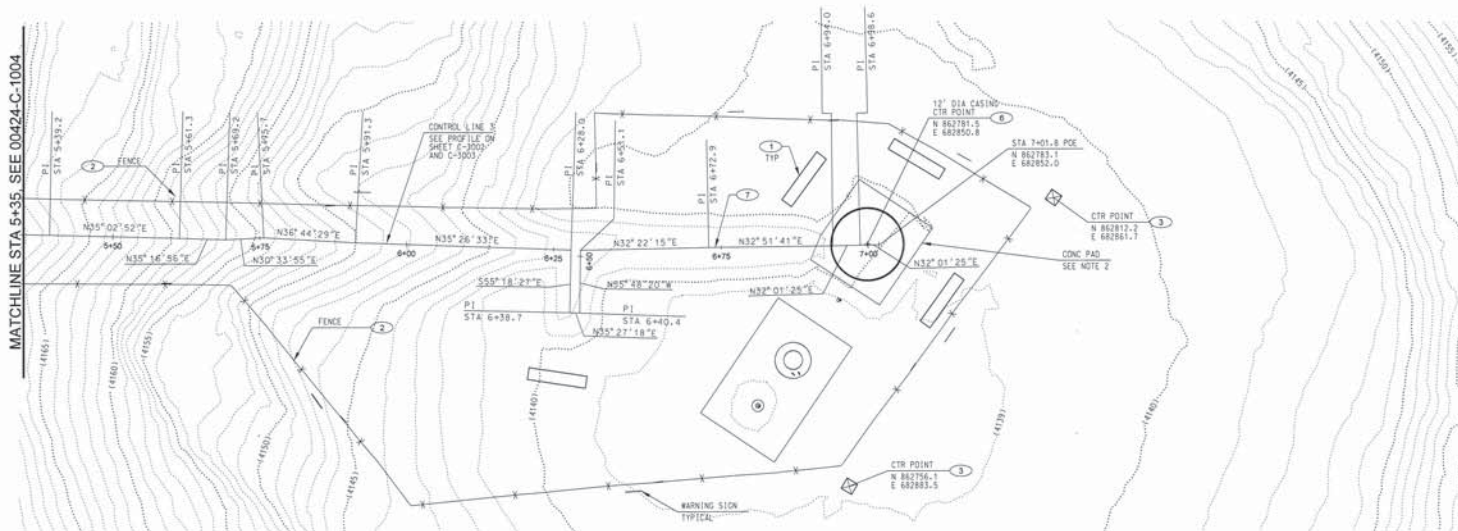 MATCHLINE STA 5+35, SEE 00424-C-1004
PI
STA 5+39.2
2
FENCE
PI
STA 5+61.3
PI
STA 5+69.2
PI
STA 5+91.3
CONTROL LINE 3
SEE PROFILE ON
SHEET C-3002
AND C-3003
PI
STA 6+28.0
PI
PI
STA 6+72.9
1
TYP
7
PI
STA 6+94.0
PI
STA 6+98.6
12' DIA CASING
CTR POINT
N 862781.5
E 682850.8
6
STA 7+01.8 POE
N 862783.1
E 682852.0
CTR POINT
N 862812.2
E 682861.7
3
CONC PAD
SEE NOTE 2
N35°02'52"E
N36°44'29"E
N35°26'33"E
N32°22'15"E
N32°51'41"E
5+50
5+75
6+00
6+25
6+50
6+75
7+00
N35°16'56"E
N30°33'55"E
N32°01'25"E
N32°01'25"E
S55°18'27"E
N55°48'20"W
PI
STA 6+38.7
PI
STA 6+40.4
N35°27'18"E
FENCE
2
(4165)
(4160)
(4155)
(4150)
(4145)
(4140)
(4139)
(4140)
(4145)
(4150)
(4155)
CTR POINT
N 862756.1
E 682883.5
3
WARNING SIGN
TYPICAL